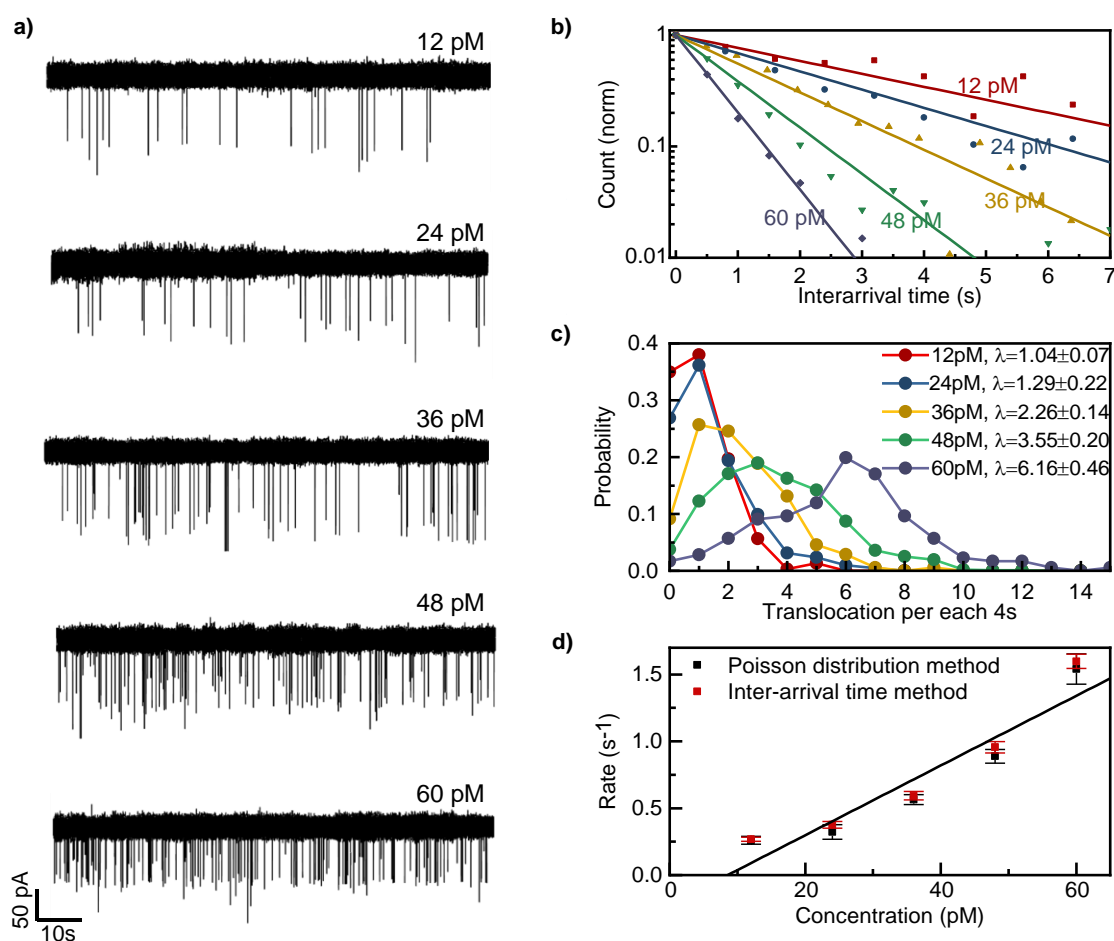 a)
12 pM
24 pM
36 pM
48 pM
60 pM
50 pA
10s
b)
1
0.1
0.01
Count (norm)
12 pM
24 pM
36 pM
48 pM
60 pM
0 1 2 3 4 5 6 7
Interarrival time (s)
c)
0.4
0.3
0.2
0.1
0.0
Probability
12pM, λ=1.04±0.07
24pM, λ=1.29±0.22
36pM, λ=2.26±0.14
48pM, λ=3.55±0.20
60pM, λ=6.16±0.46
0 2 4 6 8 10 12 14
Translocation per each 4s
d)
1.5
1.0
0.5
0.0
Rate (s-1)
Poisson distribution method
Inter-arrival time method
0 20 40 60
Concentration (pM)